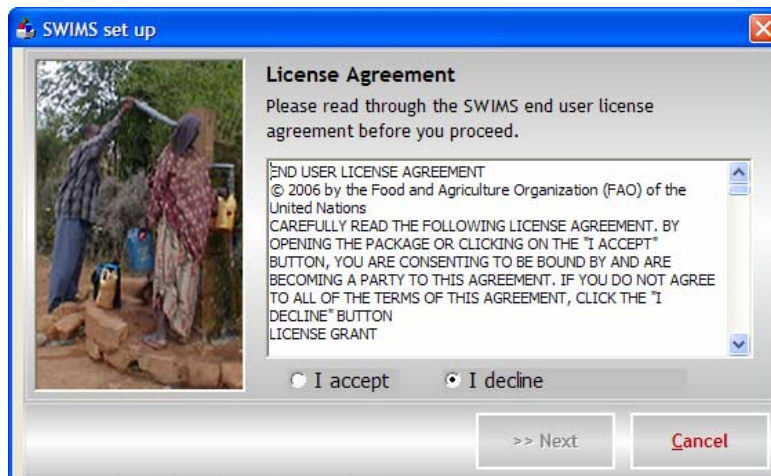 SWIMS set up
License Agreement
Please read through the SWIMS end user license
agreement before you proceed.
END USER LICENSE AGREEMENT
© 2006 by the Food and Agriculture Organization (FAO) of the
United Nations
CAREFULLY READ THE FOLLOWING LICENSE AGREEMENT. BY
OPENING THE PACKAGE OR CLICKING ON THE "I ACCEPT"
BUTTON, YOU ARE CONSENTING TO BE BOUND BY AND ARE
BECOMING A PARTY TO THIS AGREEMENT. IF YOU DO NOT AGREE
TO ALL OF THE TERMS OF THIS AGREEMENT, CLICK THE "I
DECLINE" BUTTON
LICENSE GRANT
I accept
I decline
>> Next
Cancel